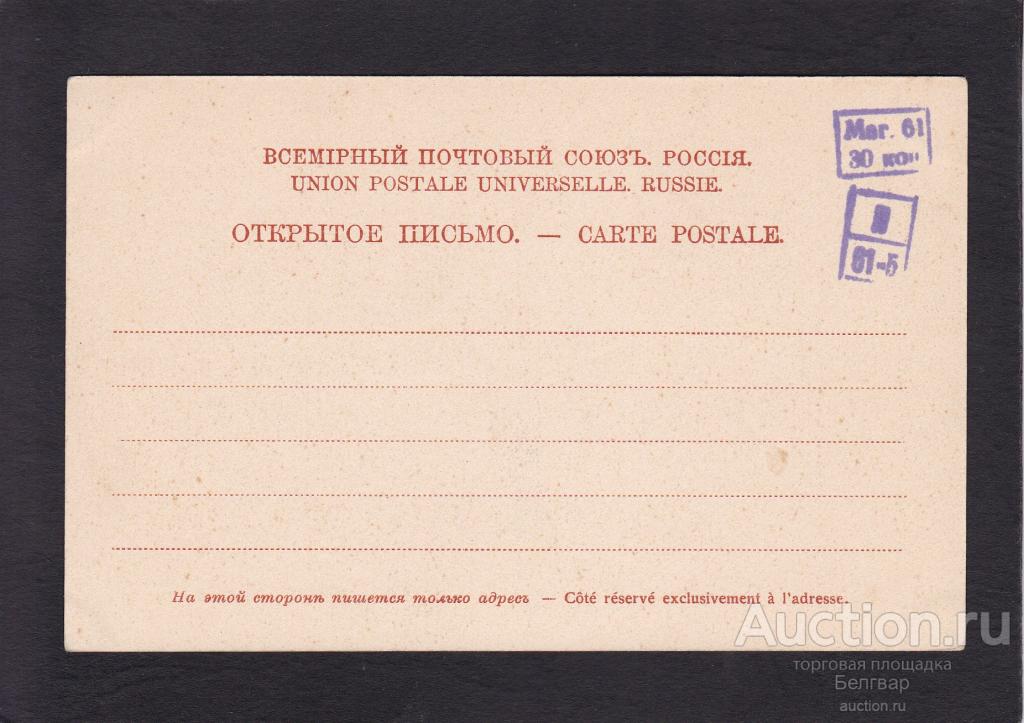 ВСЕМІРНЫЙ ПОЧТОВЫЙ СОЮЗЪ. РОССІЯ.
UNION POSTALE UNIVERSELLE. RUSSIE.
ОТКРЫТОЕ ПИСЬМО. — CARTE POSTALE.
Маг. 61
30 коп
61-5
На этой сторонѣ пишется только адресъ — Côté réservé exclusivement à l'adresse.
Auction.ru
торговая площадка
Белгвар
auction.ru